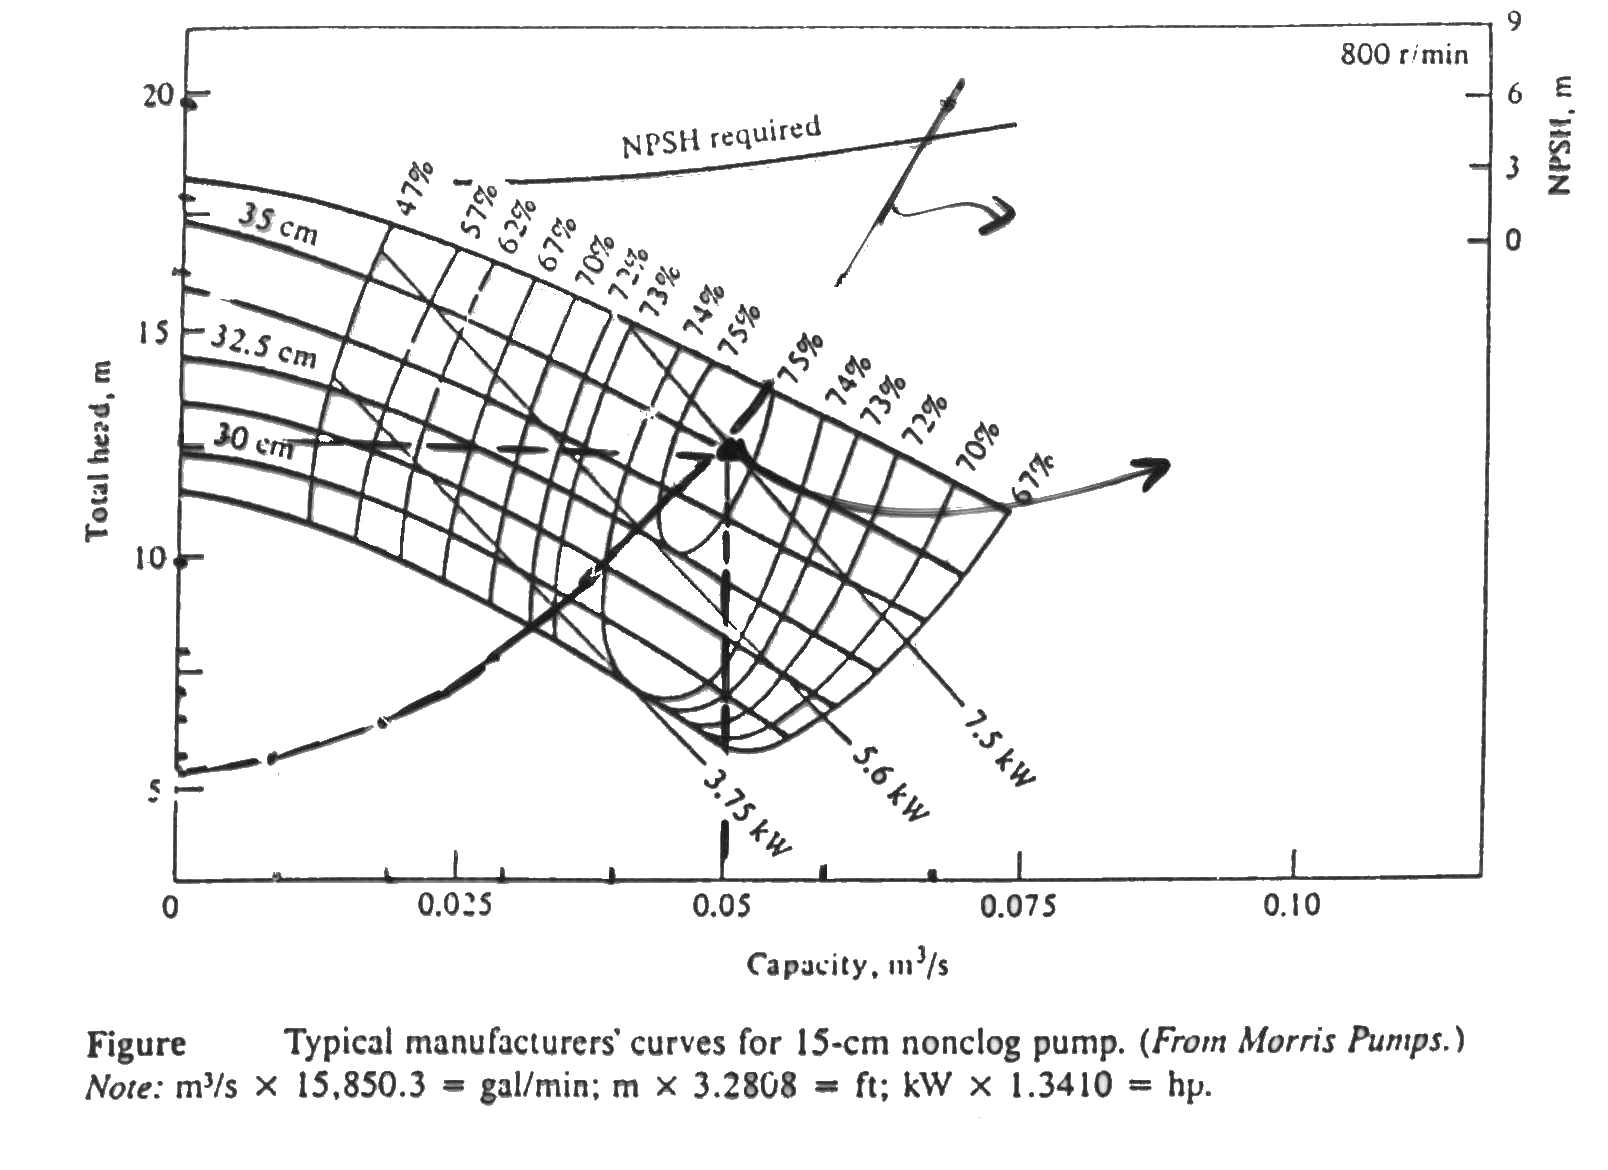 9
800 r/min
20
6
NPSH, m
NPSH required
3
47%
57%
62%
67%
70%
72%
73%
74%
75%
0
35 cm
15
32.5 cm
75%
74%
73%
72%
70%
67%
30 cm
Total head, m
10
7.5 kW
5.6 kW
3.75 kW
5
0
0.025
0.05
0.075
0.10
Capacity, m³/s
Figure Typical manufacturers' curves for 15-cm nonclog pump. (From Morris Pumps.)
Note: m³/s × 15,850.3 = gal/min; m × 3.2808 = ft; kW × 1.3410 = hp.